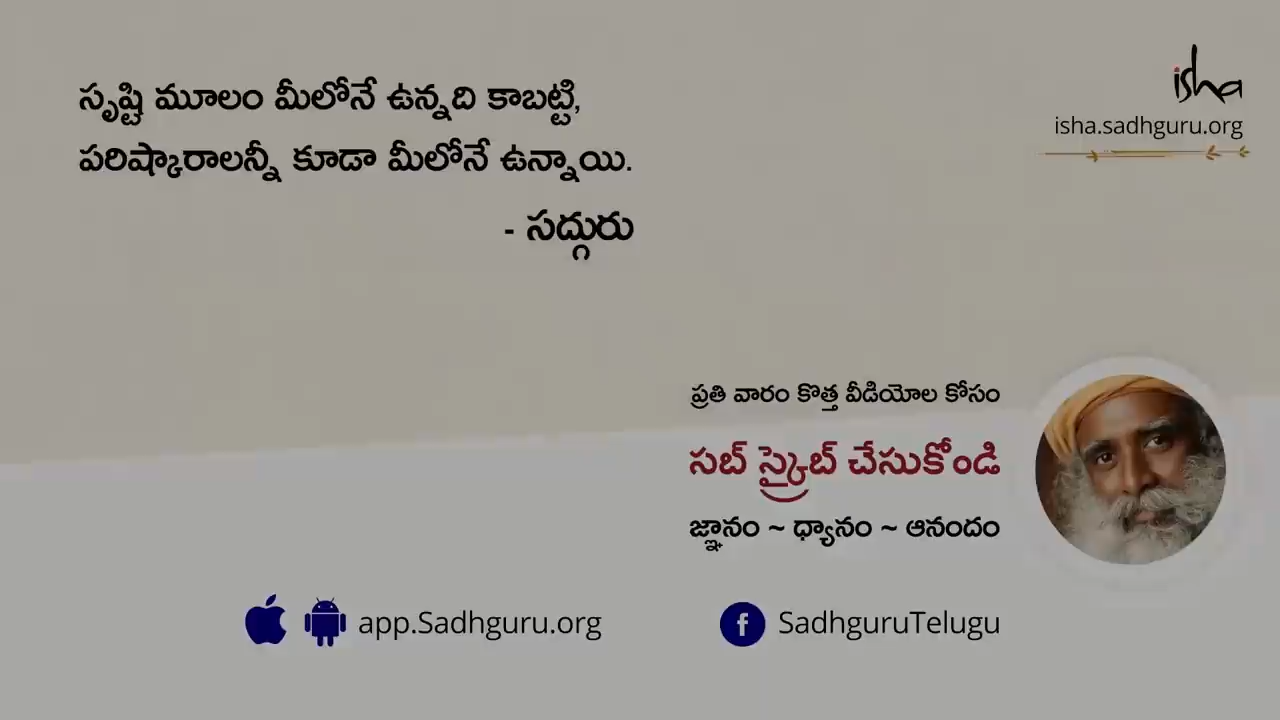 సృష్టి మూలం మీలోనే ఉన్నది కాబట్టి,
పరిష్కారాలన్నీ కూడా మీలోనే ఉన్నాయి.
- సద్గురు
isha
isha.sadhguru.org
ప్రతి వారం కొత్త వీడియోల కోసం
సబ్ స్క్రైబ్ చేసుకోండి
జ్ఞానం ~ ధ్యానం ~ ఆనందం
app.Sadhguru.org
SadhguruTelugu